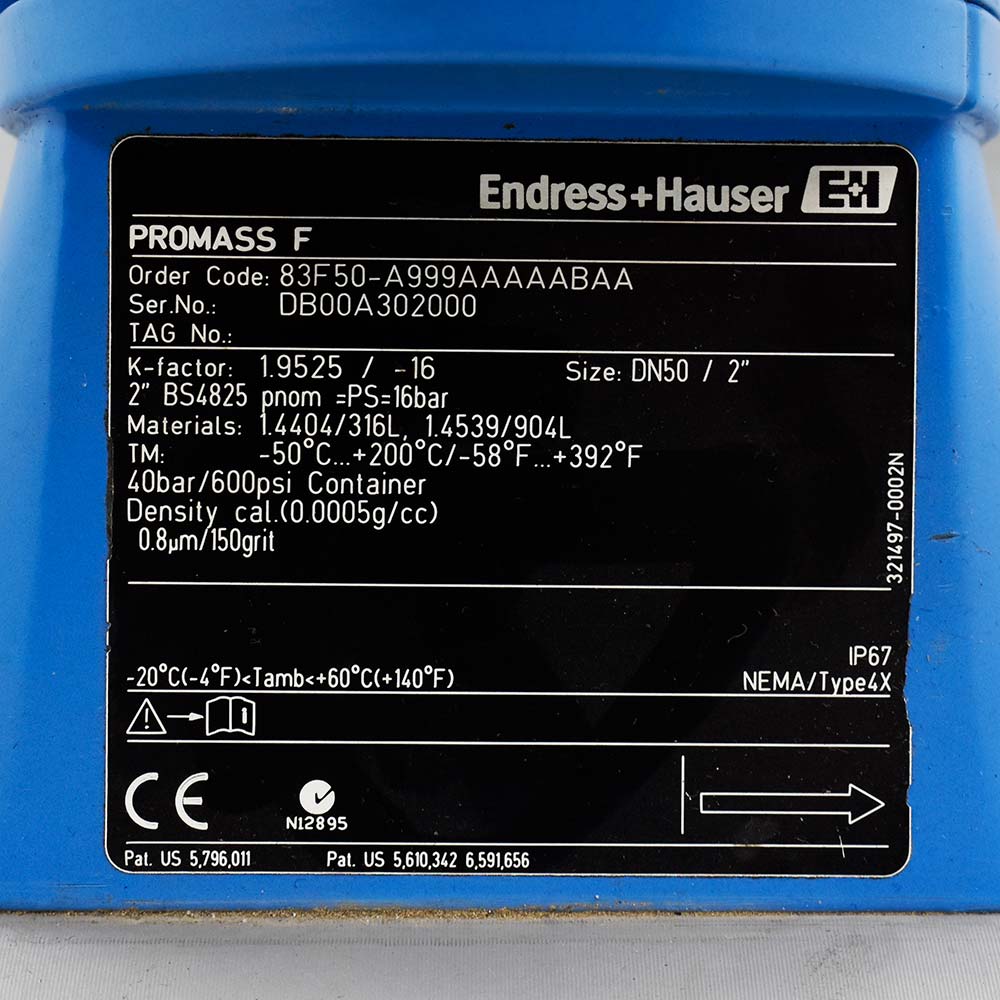 Endress+Hauser E+H
PROMASS F
Order Code: 83F50-A999AAAAABAA
Ser.No.: DB00A302000
TAG No.:
K-factor: 1.9525 / -16 Size: DN50 / 2"
2" BS4825 pnom =PS=16bar
Materials: 1.4404/316L, 1.4539/904L
TM: -50°C...+200°C/-58°F...+392°F
40bar/600psi Container
Density cal.(0.0005g/cc)
0.8µm/150grit
321497-0002N
IP67
-20°C(-4°F)<Tamb<+60°C(+140°F) NEMA/Type4X
i
CE
N12895
Pat. US 5,796,011 Pat. US 5,610,342 6,591,656